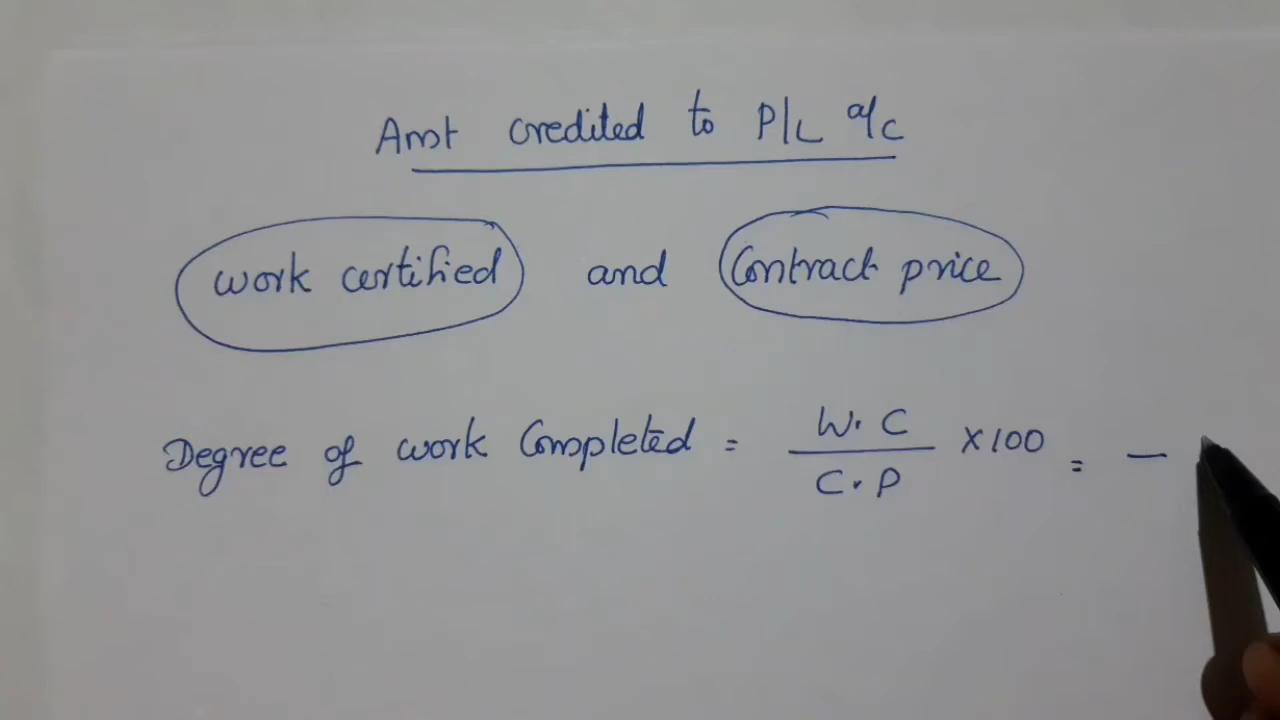 Amt credited to P/L a/c
work certified and Contract price
Degree of work Completed = W.C / C.P X100 = —